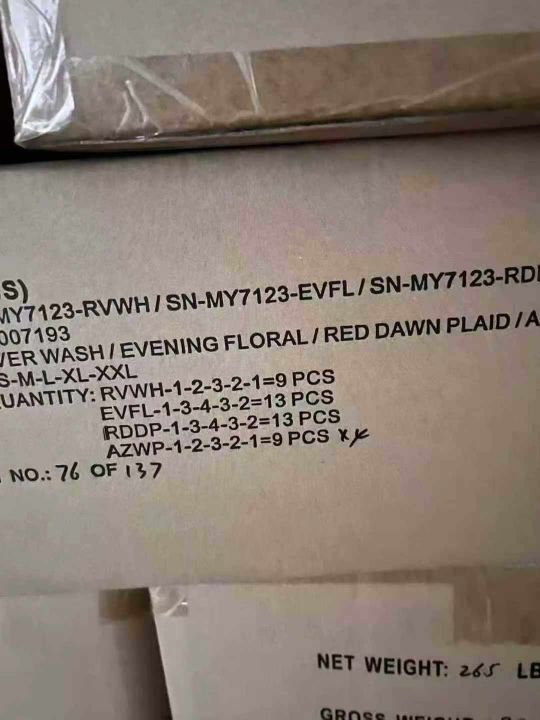 S)
MY7123-RVWH / SN-MY7123-EVFL / SN-MY7123-RDD
007193
VER WASH / EVENING FLORAL / RED DAWN PLAID / A
S-M-L-XL-XXL
UANTITY: RVWH-1-2-3-2-1=9 PCS
EVFL-1-3-4-3-2=13 PCS
RDDP-1-3-4-3-2=13 PCS
AZWP-1-2-3-2-1=9 PCS
NO.: 76 OF 137
NET WEIGHT: 265 LB
GROSS